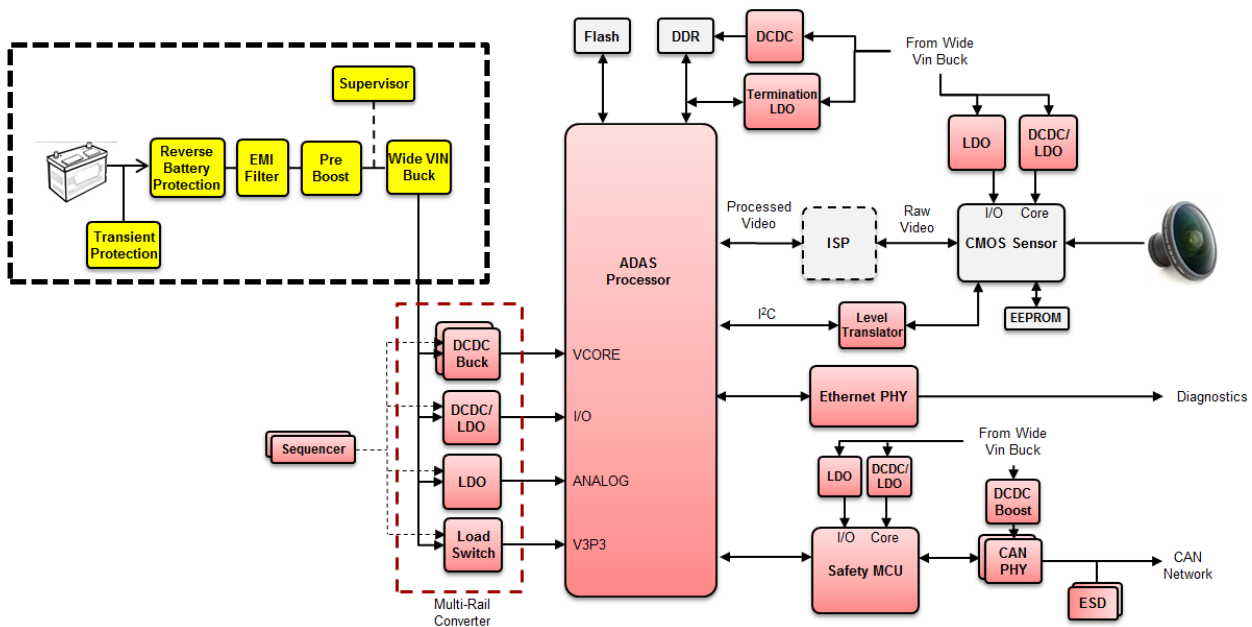 Flash
DDR
DCDC
From Wide
Vin Buck
Supervisor
Termination
LDO
Reverse
Battery
Protection
EMI
Filter
Pre
Boost
Wide VIN
Buck
LDO
DCDC/
LDO
Transient
Protection
Processed
Video
Raw
Video
I/O
Core
CMOS Sensor
ISP
ADAS
Processor
I²C
Level
Translator
EEPROM
DCDC
Buck
VCORE
DCDC/
LDO
I/O
Ethernet PHY
Diagnostics
Sequencer
LDO
ANALOG
From Wide
Vin Buck
LDO
DCDC/
LDO
DCDC
Boost
Load
Switch
V3P3
I/O
Core
Safety MCU
CAN
PHY
CAN
Network
ESD
Multi-Rail
Converter